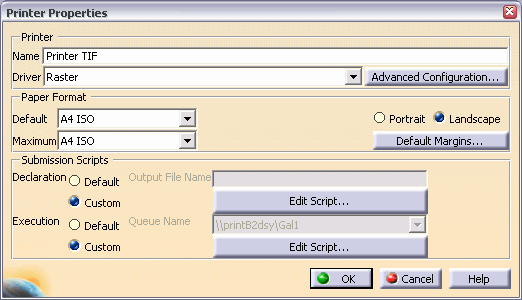 Printer Properties
Printer
Name Printer TIF
Driver Raster Advanced Configuration...
Paper Format
Default A4 ISO Portrait Landscape
Maximum A4 ISO Default Margins...
Submission Scripts
Declaration Default Output File Name
Custom Edit Script...
Execution Default Queue Name \\printB2dsy\Gal1
Custom Edit Script...
OK Cancel Help